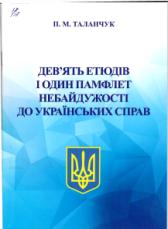 П. М. ТАЛАНЧУК
ДЕВ'ЯТЬ ЕТЮДІВ
І ОДИН ПАМФЛЕТ
НЕБАЙДУЖОСТІ
ДО УКРАЇНСЬКИХ СПРАВ